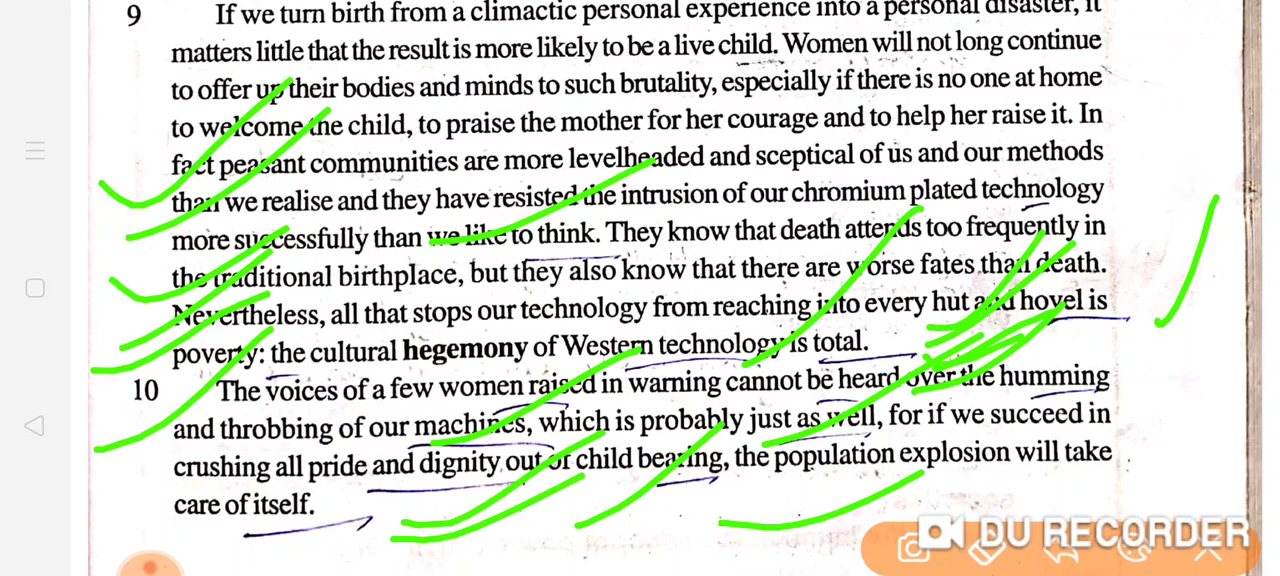 9 If we turn birth from a climactic personal experience into a personal disaster, it
matters little that the result is more likely to be a live child. Women will not long continue
to offer up their bodies and minds to such brutality, especially if there is no one at home
to welcome the child, to praise the mother for her courage and to help her raise it. In
fact peasant communities are more levelheaded and sceptical of us and our methods
than we realise and they have resisted the intrusion of our chromium plated technology
more successfully than we like to think. They know that death attends too frequently in
the traditional birthplace, but they also know that there are worse fates than death.
Nevertheless, all that stops our technology from reaching into every hut and hovel is
poverty: the cultural hegemony of Western technology is total.
10 The voices of a few women raised in warning cannot be heard over the humming
and throbbing of our machines, which is probably just as well, for if we succeed in
crushing all pride and dignity out of child bearing, the population explosion will take
care of itself.
DU RECORDER